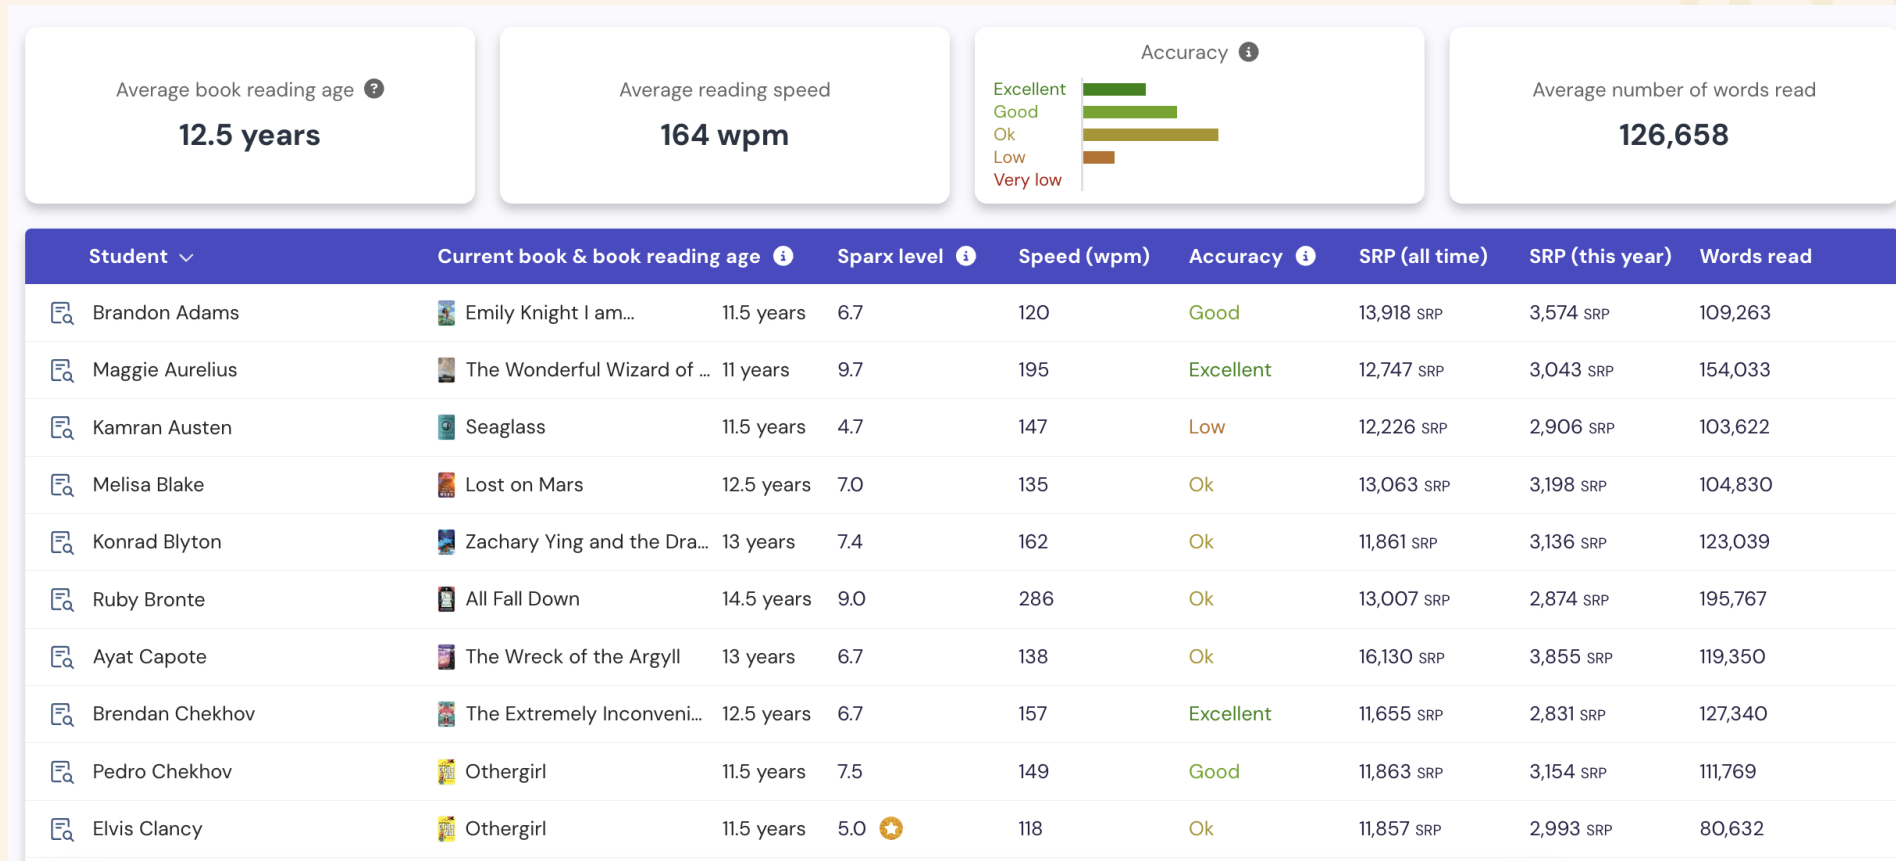 Average book reading age ?
12.5 years
Average reading speed
164 wpm
Accuracy i
Excellent
Good
Ok
Low
Very low
Average number of words read
126,658
Student Current book & book reading age i Sparx level i Speed (wpm) Accuracy i SRP (all time) SRP (this year) Words read
Brandon Adams Emily Knight I am... 11.5 years 6.7 120 Good 13,918 SRP 3,574 SRP 109,263
Maggie Aurelius The Wonderful Wizard of ... 11 years 9.7 195 Excellent 12,747 SRP 3,043 SRP 154,033
Kamran Austen Seaglass 11.5 years 4.7 147 Low 12,226 SRP 2,906 SRP 103,622
Melisa Blake Lost on Mars 12.5 years 7.0 135 Ok 13,063 SRP 3,198 SRP 104,830
Konrad Blyton Zachary Ying and the Dra... 13 years 7.4 162 Ok 11,861 SRP 3,136 SRP 123,039
Ruby Bronte All Fall Down 14.5 years 9.0 286 Ok 13,007 SRP 2,874 SRP 195,767
Ayat Capote The Wreck of the Argyll 13 years 6.7 138 Ok 16,130 SRP 3,855 SRP 119,350
Brendan Chekhov The Extremely Inconveni... 12.5 years 6.7 157 Excellent 11,655 SRP 2,831 SRP 127,340
Pedro Chekhov Othergirl 11.5 years 7.5 149 Good 11,863 SRP 3,154 SRP 111,769
Elvis Clancy Othergirl 11.5 years 5.0 118 Ok 11,857 SRP 2,993 SRP 80,632